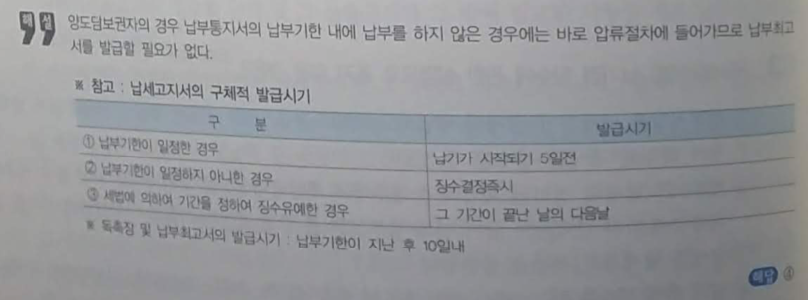 해설
양도담보권자의 경우 납부통지서의 납부기한 내에 납부를 하지 않은 경우에는 바로 압류절차에 들어가므로 납부최고
서를 발급할 필요가 없다.
※ 참고 : 납세고지서의 구체적 발급시기
구 분 발급시기
① 납부기한이 일정한 경우 납기가 시작되기 5일전
② 납부기한이 일정하지 아니한 경우 징수결정즉시
③ 세법에 의하여 기간을 정하여 징수유예한 경우 그 기간이 끝난 날의 다음날
※ 독촉장 및 납부최고서의 발급시기 : 납부기한이 지난 후 10일내
해답 ④